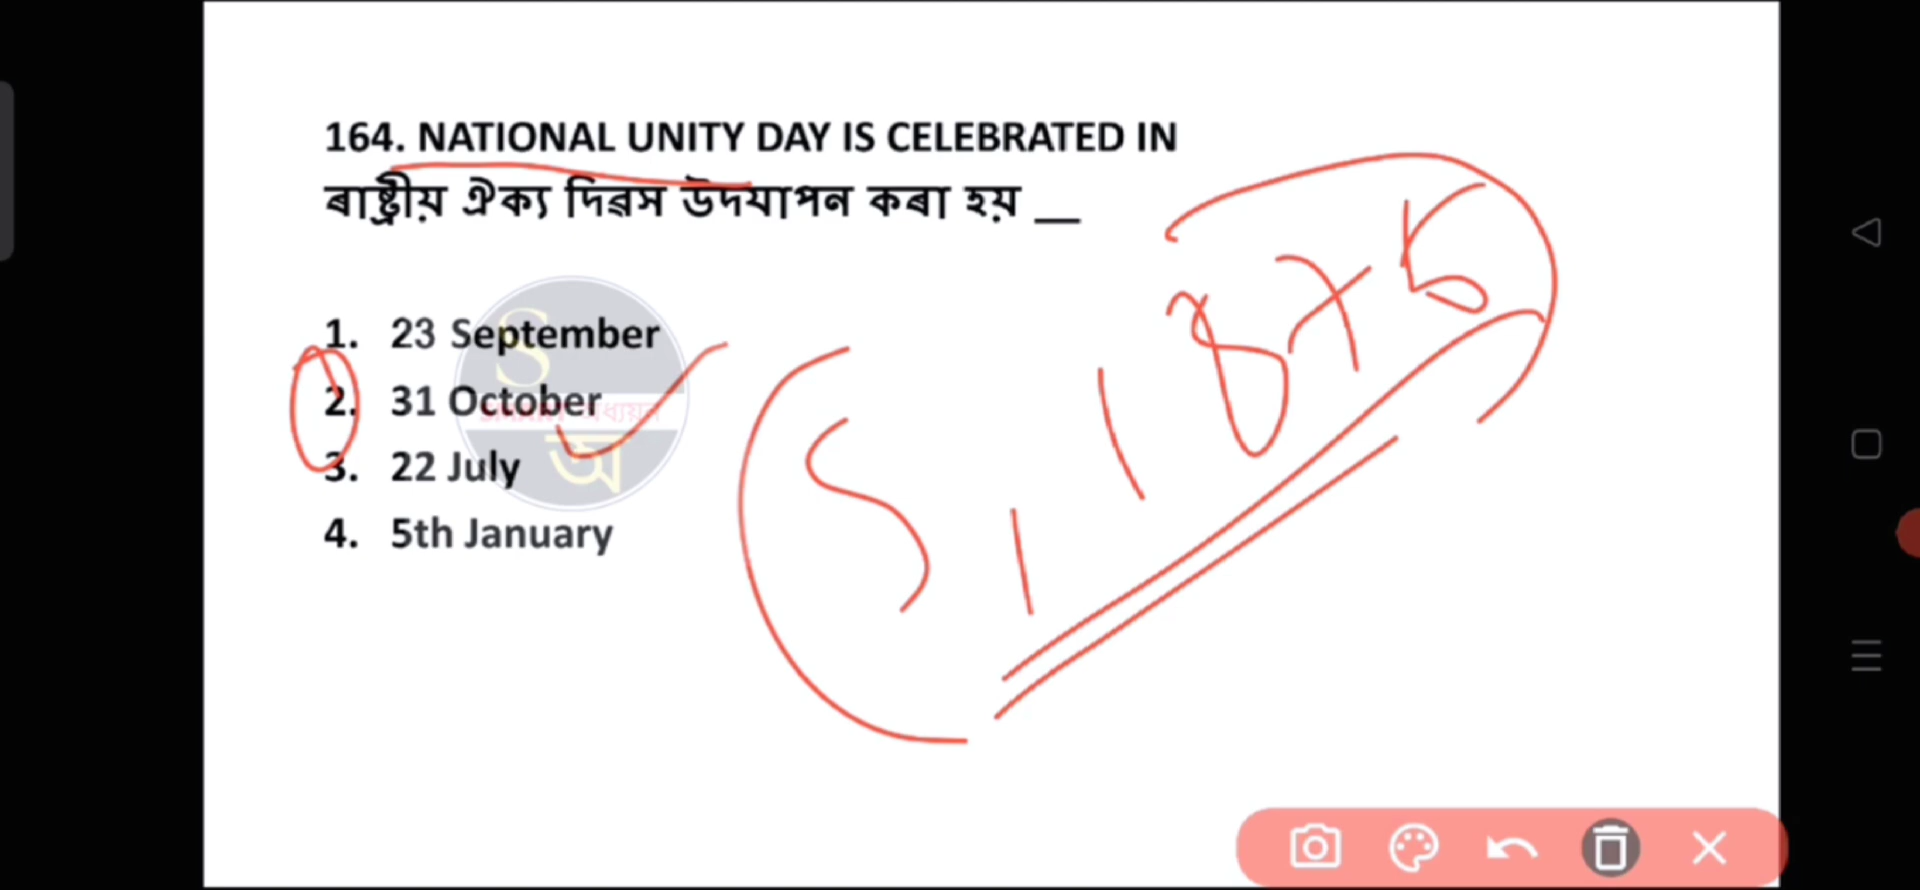 164. NATIONAL UNITY DAY IS CELEBRATED IN
ৰাষ্ট্ৰীয় ঐক্য দিৱস উদযাপন কৰা হয় __
1. 23 September
2. 31 October
3. 22 July
4. 5th January
S
অ